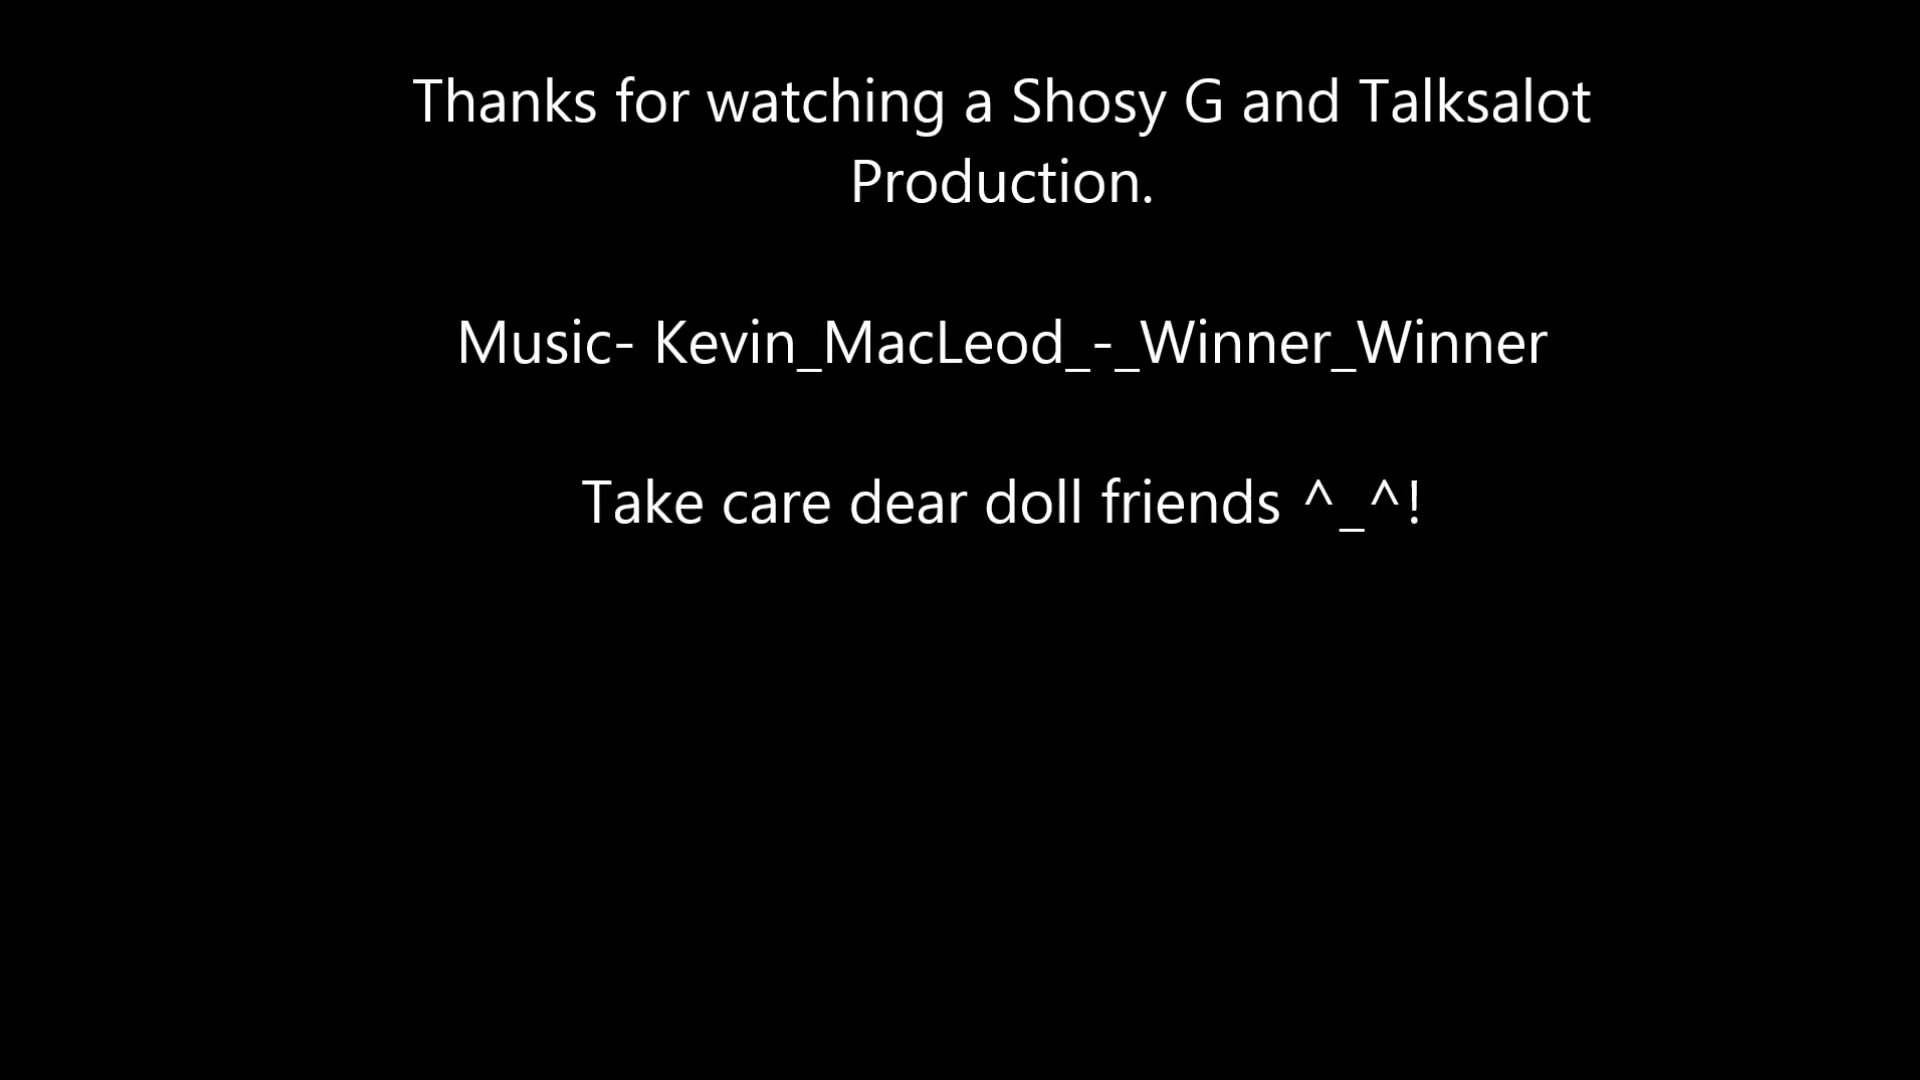 Thanks for watching a Shosy G and Talksalot
Production.
Music- Kevin_MacLeod_-_Winner_Winner
Take care dear doll friends ^_^!